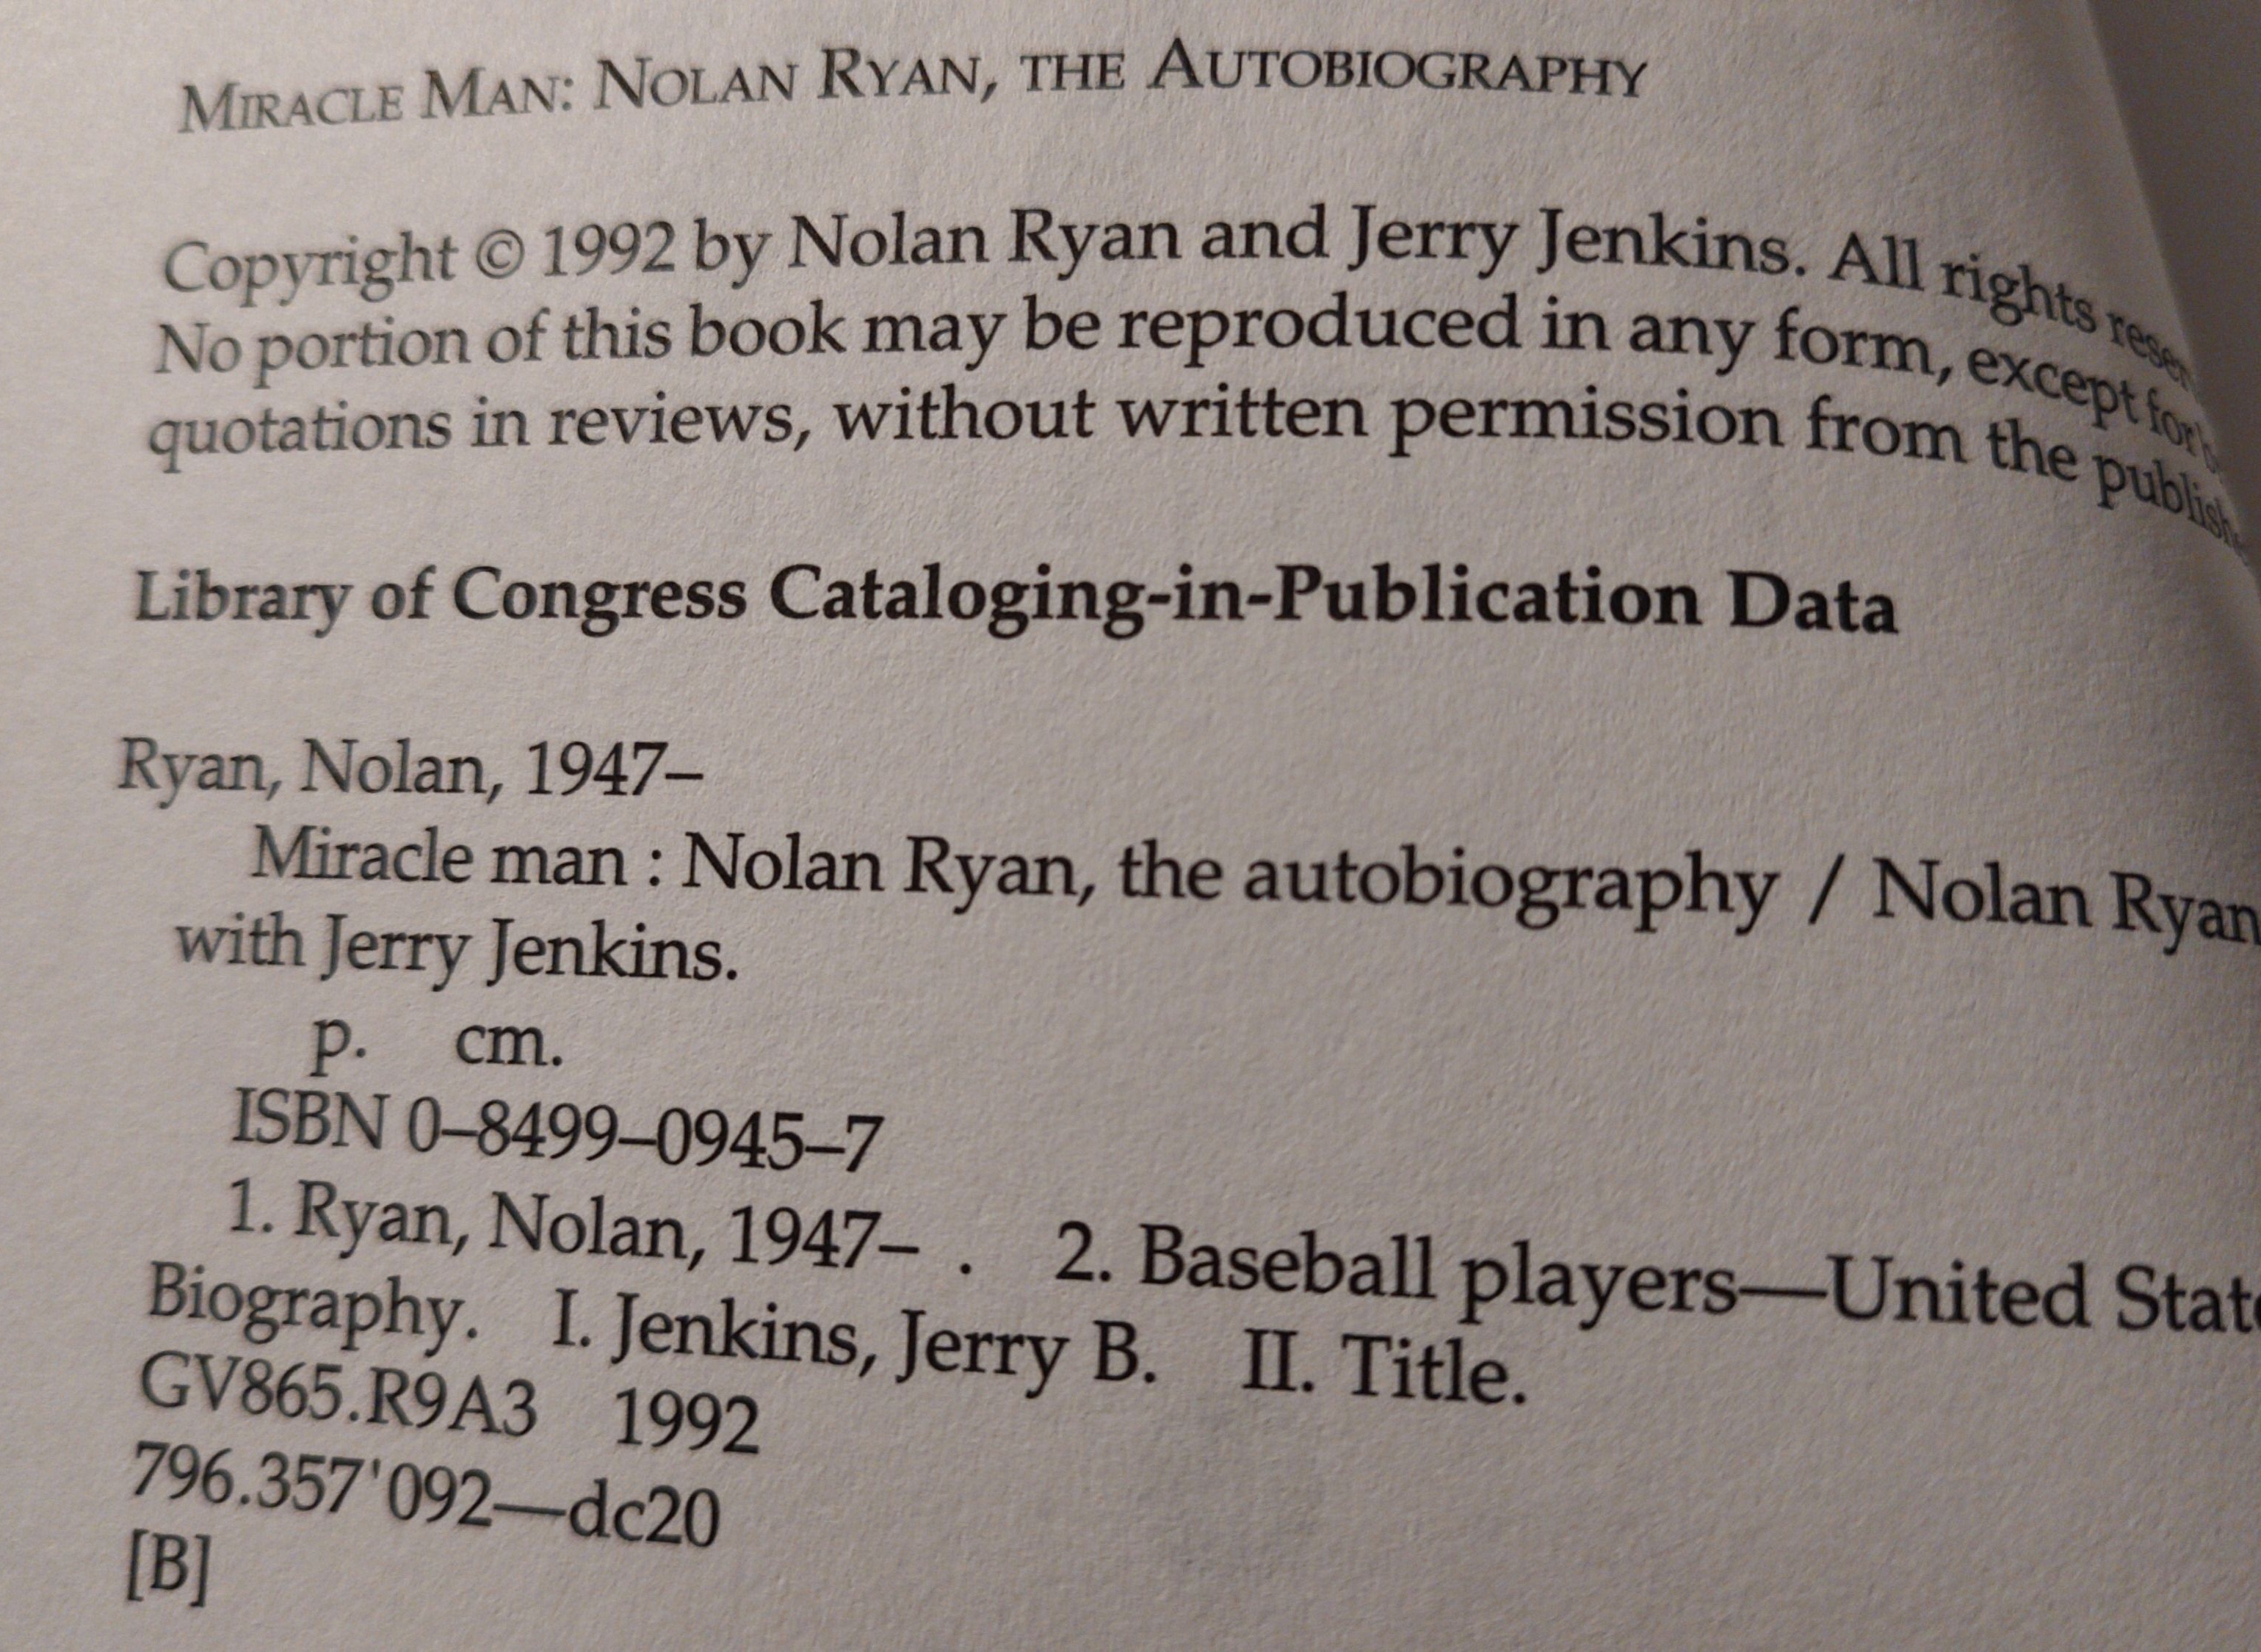 MIRACLE MAN: NOLAN RYAN, THE AUTOBIOGRAPHY
Copyright © 1992 by Nolan Ryan and Jerry Jenkins. All rights
No portion of this book may be reproduced in any form, except for
quotations in reviews, without written permission from the
Library of Congress Cataloging-in-Publication Data
Ryan, Nolan, 1947–
Miracle man : Nolan Ryan, the autobiography / Nolan Ryan
with Jerry Jenkins.
p. cm.
ISBN 0–8499–0945–7
1. Ryan, Nolan, 1947– . 2. Baseball players—United
Biography. I. Jenkins, Jerry B. II. Title.
GV865.R9A3 1992
796.357'092—dc20
[B]